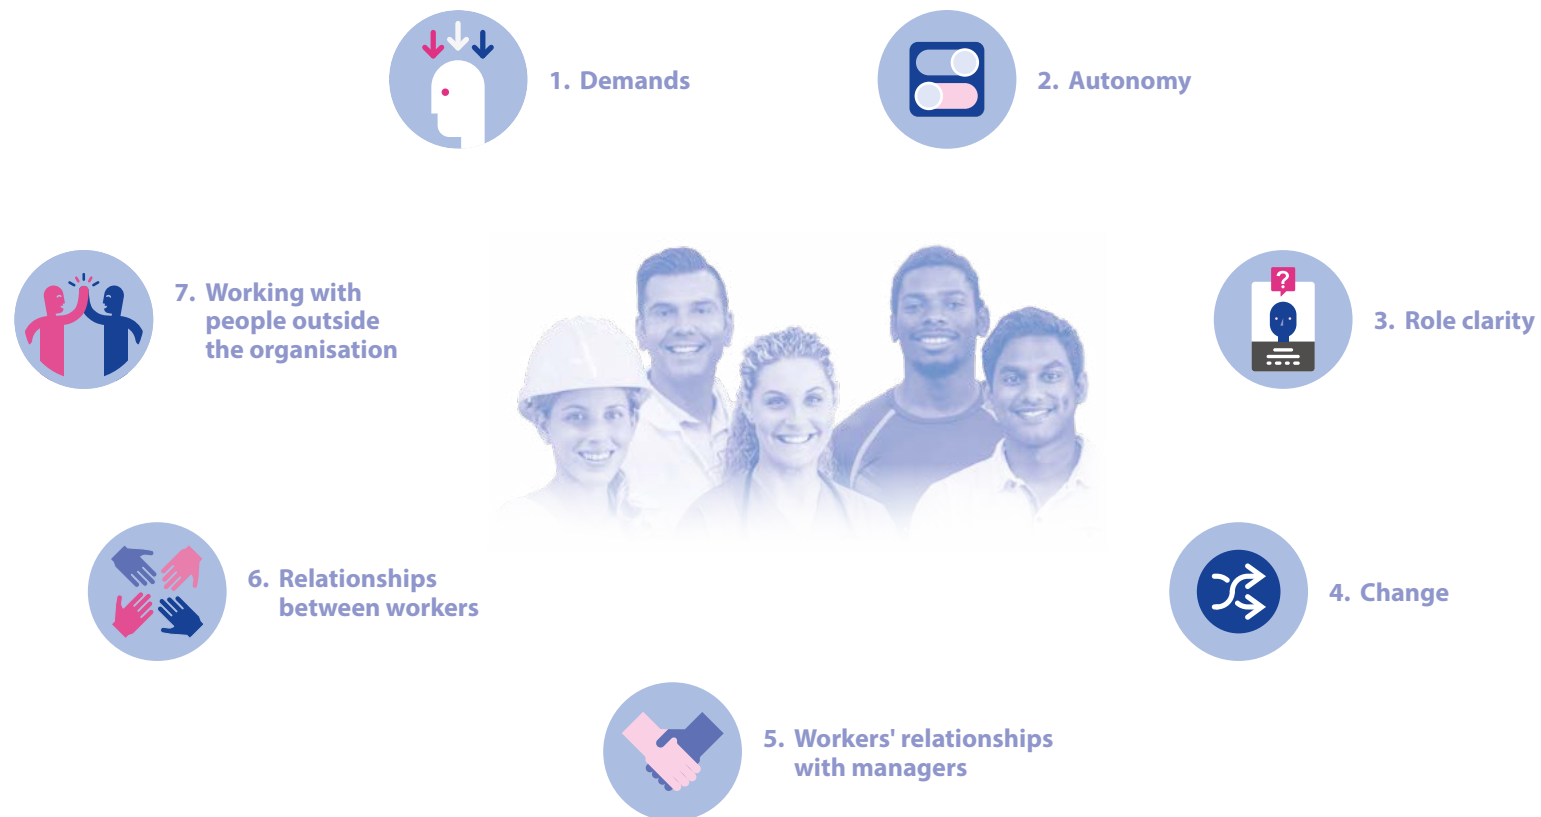 1. Demands
2. Autonomy
?
3. Role clarity
4. Change
5. Workers' relationships
with managers
6. Relationships
between workers
7. Working with
people outside
the organisation